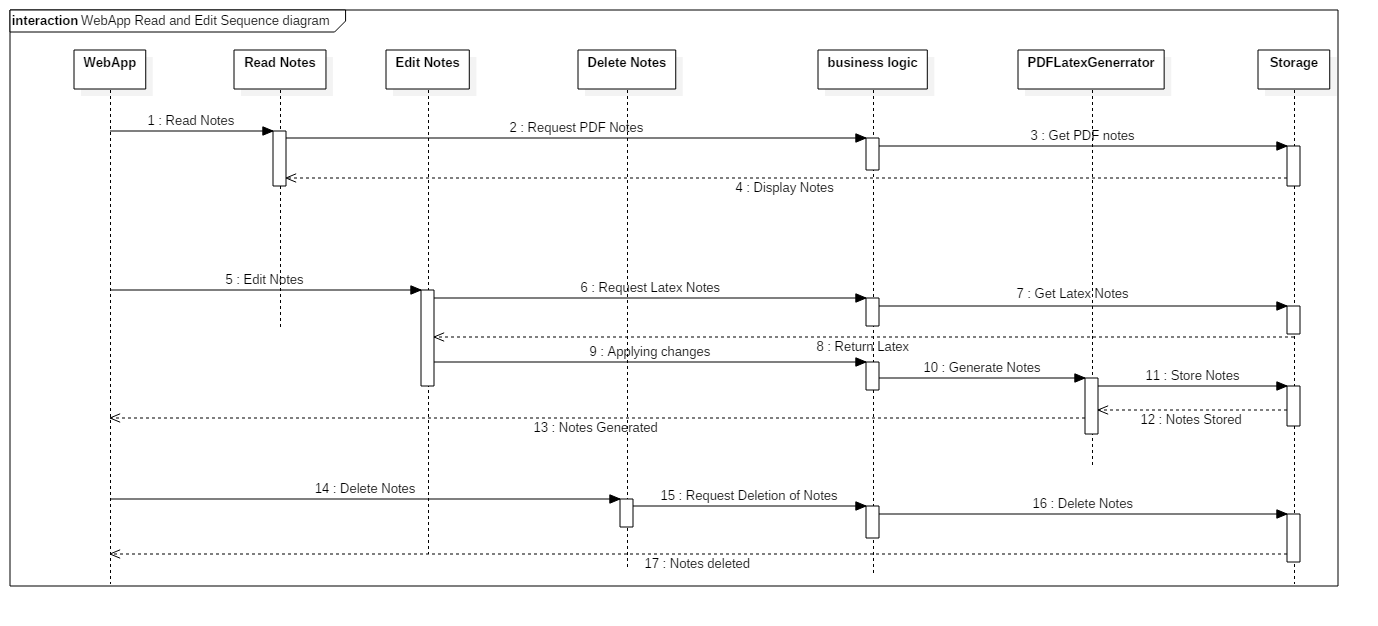 interaction WebApp Read and Edit Sequence diagram
WebApp
Read Notes
Edit Notes
Delete Notes
business logic
PDFLatexGenerrator
Storage
1 : Read Notes
2 : Request PDF Notes
3 : Get PDF notes
4 : Display Notes
5 : Edit Notes
6 : Request Latex Notes
7 : Get Latex Notes
8 : Return Latex
9 : Applying changes
10 : Generate Notes
11 : Store Notes
12 : Notes Stored
13 : Notes Generated
14 : Delete Notes
15 : Request Deletion of Notes
16 : Delete Notes
17 : Notes deleted